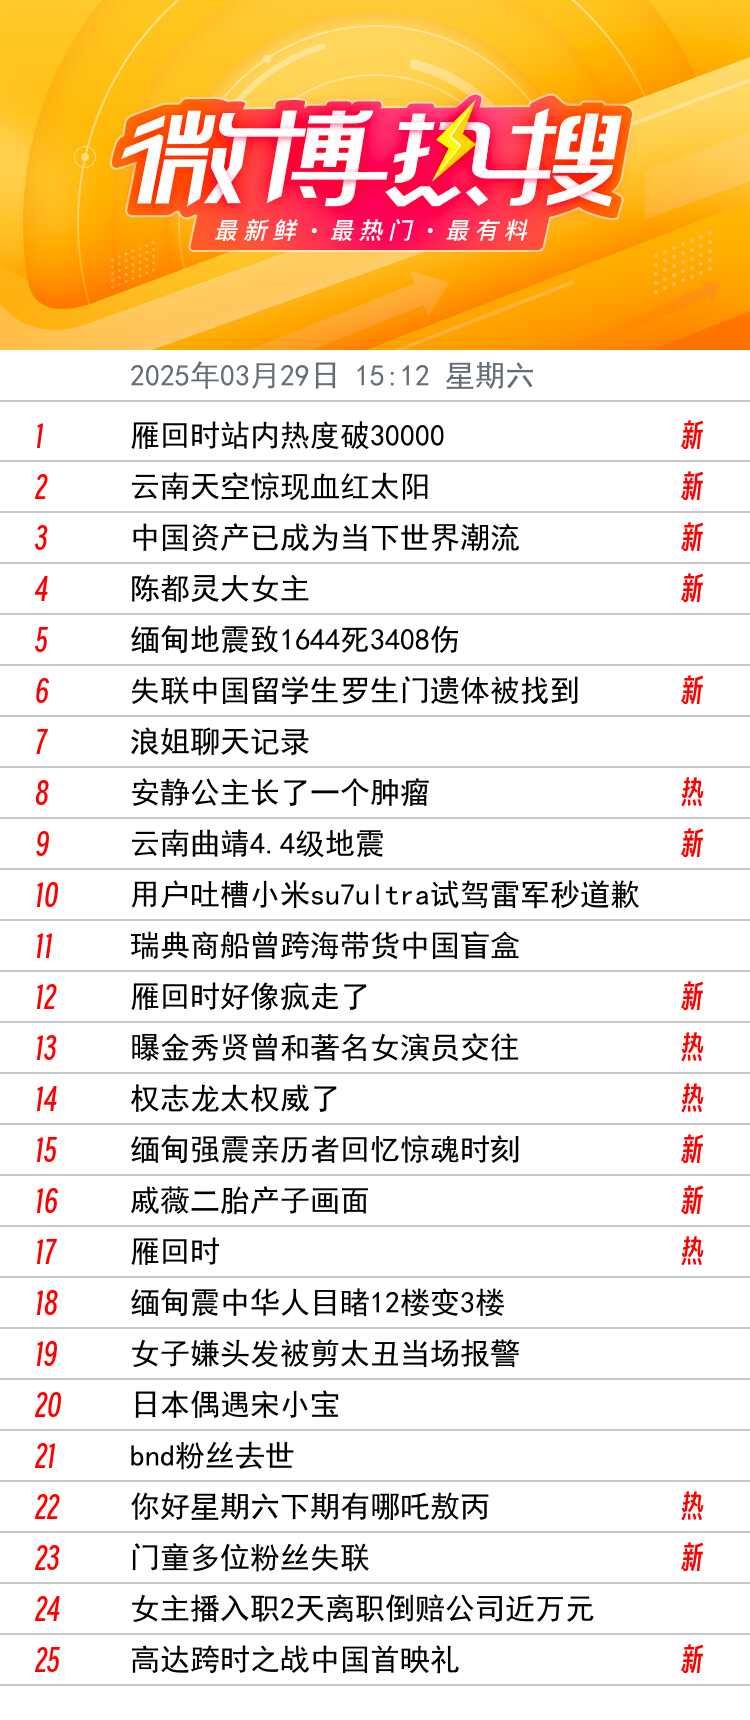 微博热搜
最新鲜·最热门·最有料
2025年03月29日 15:12 星期六
1 雁回时站内热度破30000 新
2 云南天空惊现血红太阳 新
3 中国资产已成为当下世界潮流 新
4 陈都灵大女主 新
5 缅甸地震致1644死3408伤
6 失联中国留学生罗生门遗体被找到 新
7 浪姐聊天记录
8 安静公主长了一个肿瘤 热
9 云南曲靖4.4级地震 新
10 用户吐槽小米su7ultra试驾雷军秒道歉
11 瑞典商船曾跨海带货中国盲盒
12 雁回时好像疯走了 新
13 曝金秀贤曾和著名女演员交往 热
14 权志龙太权威了 热
15 缅甸强震亲历者回忆惊魂时刻 新
16 戚薇二胎产子画面 新
17 雁回时 热
18 缅甸震中华人目睹12楼变3楼
19 女子嫌头发被剪太丑当场报警
20 日本偶遇宋小宝
21 bnd粉丝去世
22 你好星期六下期有哪吒敖丙 热
23 门童多位粉丝失联 新
24 女主播入职2天离职倒赔公司近万元
25 高达跨时之战中国首映礼 新